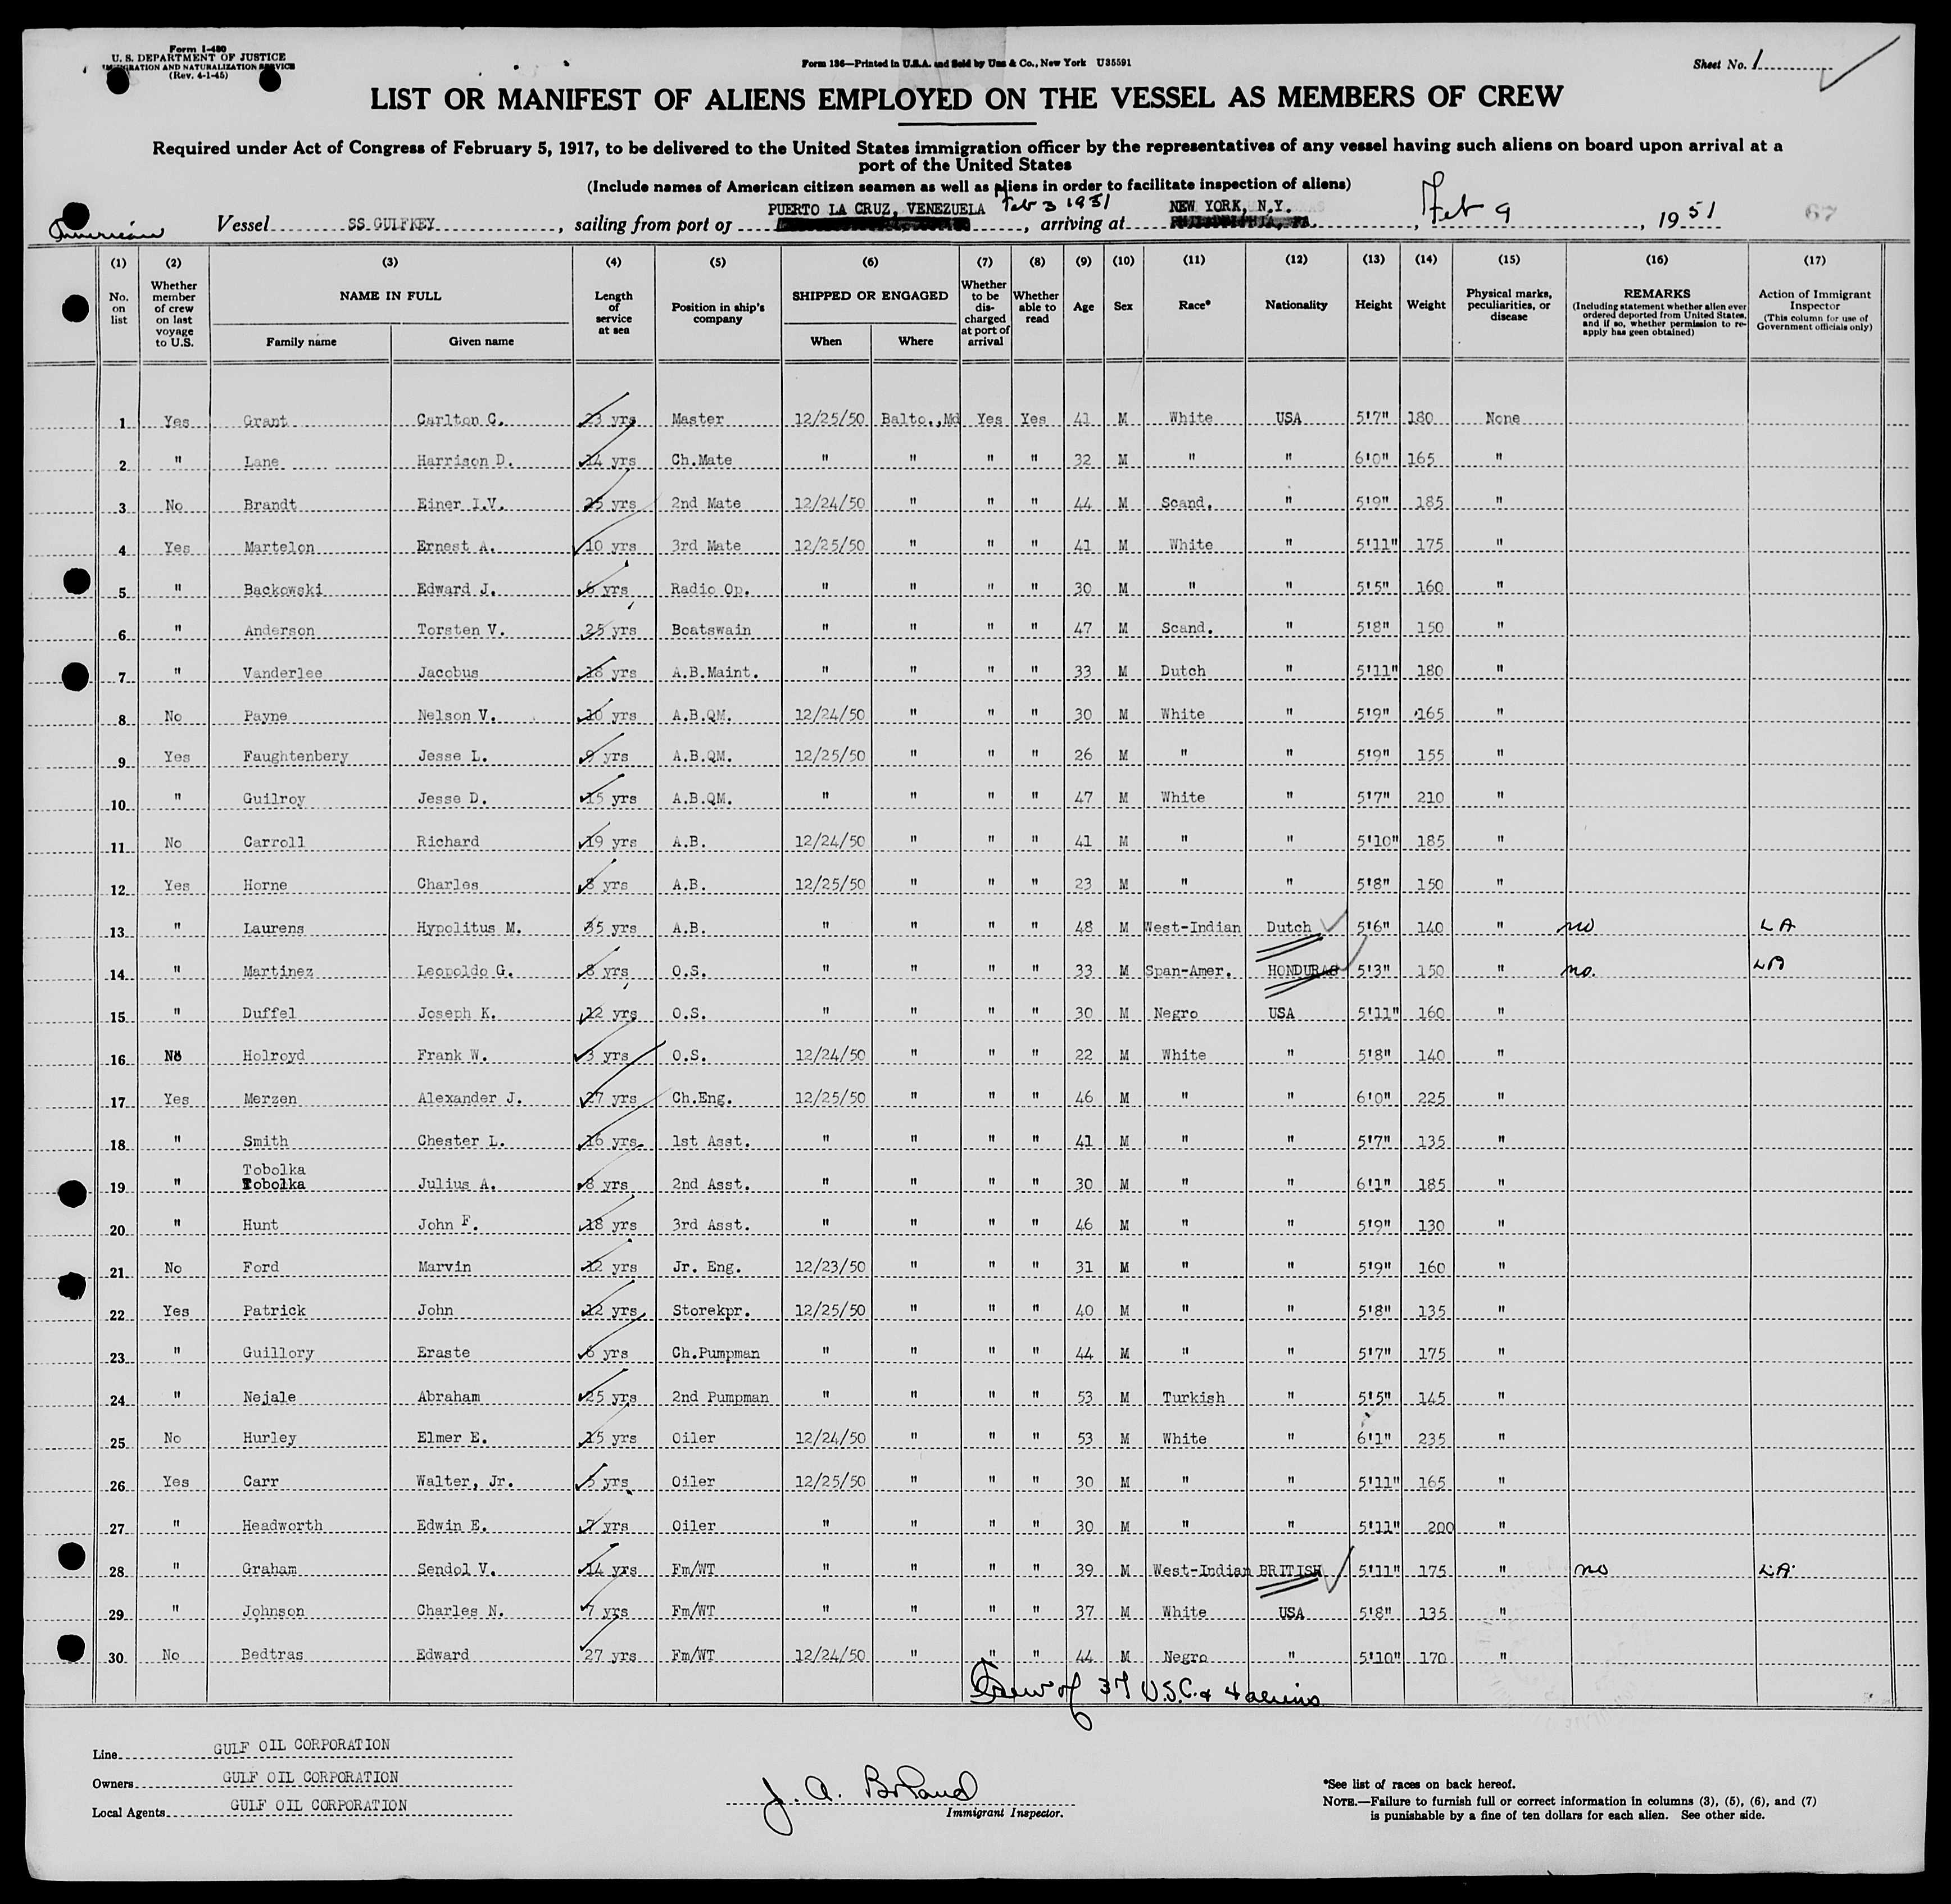 Form I-480
U. S. DEPARTMENT OF JUSTICE
IMMIGRATION AND NATURALIZATION SERVICE
(Rev. 4-1-45)
Form 136—Printed in U.S.A. and Sold by Unz & Co., New York U35591
Sheet No. 1
LIST OR MANIFEST OF ALIENS EMPLOYED ON THE VESSEL AS MEMBERS OF CREW
Required under Act of Congress of February 5, 1917, to be delivered to the United States immigration officer by the representatives of any vessel having such aliens on board upon arrival at a
port of the United States
(Include names of American citizen seamen as well as aliens in order to facilitate inspection of aliens)
PUERTO LA CRUZ, VENEZUELA Feb 3 1951 NEW YORK, N.Y.
American Vessel SS GULFKEY, sailing from port of, arriving at PHILADELPHIA, PA., Feb 9, 1951 67
(1) (2) (3) (4) (5) (6) (7) (8) (9) (10) (11) (12) (13) (14) (15) (16) (17)
No. on list Whether member of crew on last voyage to U.S. NAME IN FULL Family name Given name Length of service at sea Position in ship's company SHIPPED OR ENGAGED When Where Whether to be discharged at port of arrival Whether able to read Age Sex Race* Nationality Height Weight Physical marks, peculiarities, or disease REMARKS (Including statement whether alien ever ordered deported from United States, and if so, whether permission to re-apply has geen obtained) Action of Immigrant Inspector (This column for use of Government officials only)
1 Yes Grant Carlton C. 23 yrs Master 12/25/50 Balto.,Md Yes Yes 41 M White USA 5'7" 180 None
2 " Lane Harrison D. 14 yrs Ch.Mate " " " " 32 M " " 6'0" 165 "
3 No Brandt Einer I.V. 25 yrs 2nd Mate 12/24/50 " " " 44 M Scand. " 5'9" 185 "
4 Yes Martelon Ernest A. 10 yrs 3rd Mate 12/25/50 " " " 41 M White " 5'11" 175 "
5 " Backowski Edward J. 6 yrs Radio Op. " " " " 30 M " " 5'5" 160 "
6 " Anderson Torsten V. 25 yrs Boatswain " " " " 47 M Scand. " 5'8" 150 "
7 " Vanderlee Jacobus 18 yrs A.B.Maint. " " " " 33 M Dutch " 5'11" 180 "
8 No Payne Nelson V. 10 yrs A.B.QM. 12/24/50 " " " 30 M White " 5'9" 165 "
9 Yes Faughtenbery Jesse L. 9 yrs A.B.QM. 12/25/50 " " " 26 M " " 5'9" 155 "
10 " Guilroy Jesse D. 15 yrs A.B.QM. " " " " 47 M White " 5'7" 210 "
11 No Carroll Richard 19 yrs A.B. 12/24/50 " " " 41 M " " 5'10" 185 "
12 Yes Horne Charles 8 yrs A.B. 12/25/50 " " " 23 M " " 5'8" 150 "
13 " Laurens Hypolitus M. 35 yrs A.B. " " " " 48 M West-Indian Dutch 5'6" 140 " no LA
14 " Martinez Leopoldo G. 8 yrs O.S. " " " " 33 M Span-Amer. HONDURAS 5'3" 150 " no. LA
15 " Duffel Joseph K. 12 yrs O.S. " " " " 30 M Negro USA 5'11" 160 "
16 No Holroyd Frank W. 3 yrs O.S. 12/24/50 " " " 22 M White " 5'8" 140 "
17 Yes Merzen Alexander J. 27 yrs Ch.Eng. 12/25/50 " " " 46 M " " 6'0" 225 "
18 " Smith Chester L. 16 yrs. 1st Asst. " " " " 41 M " " 5'7" 135 "
Tobolka
19 " Tobolka Julius A. 8 yrs 2nd Asst. " " " " 30 M " " 6'1" 185 "
20 " Hunt John F. 18 yrs 3rd Asst. " " " " 46 M " " 5'9" 130 "
21 No Ford Marvin 12 yrs Jr. Eng. 12/23/50 " " " 31 M " " 5'9" 160 "
22 Yes Patrick John 12 yrs. Storekpr. 12/25/50 " " " 40 M " " 5'8" 135 "
23 " Guillory Eraste 6 yrs Ch.Pumpman " " " " 44 M " " 5'7" 175 "
24 " Nejale Abraham 25 yrs 2nd Pumpman " " " " 53 M Turkish " 5'5" 145 "
25 No Hurley Elmer E. 15 yrs Oiler 12/24/50 " " " 53 M White " 6'1" 235 "
26 Yes Carr Walter, Jr. 5 yrs Oiler 12/25/50 " " " 30 M " " 5'11" 165 "
27 " Headworth Edwin E. 7 yrs Oiler " " " " 30 M " " 5'11" 200 "
28 " Graham Sendol V. 14 yrs Fm/WT " " " " 39 M West-Indian BRITISH 5'11" 175 " no LA
29 " Johnson Charles N. 7 yrs Fm/WT " " " " 37 M White USA 5'8" 135 "
30 No Bedtras Edward 27 yrs Fm/WT 12/24/50 " " " 44 M Negro " 5'10" 170 "
Crew of 37 U.S.C. & 4 aliens
Line GULF OIL CORPORATION
Owners GULF OIL CORPORATION
Local Agents GULF OIL CORPORATION
J. A. Boland
Immigrant Inspector.
*See list of races on back hereof.
NOTE.—Failure to furnish full or correct information in columns (3), (5), (6), and (7)
is punishable by a fine of ten dollars for each alien. See other side.